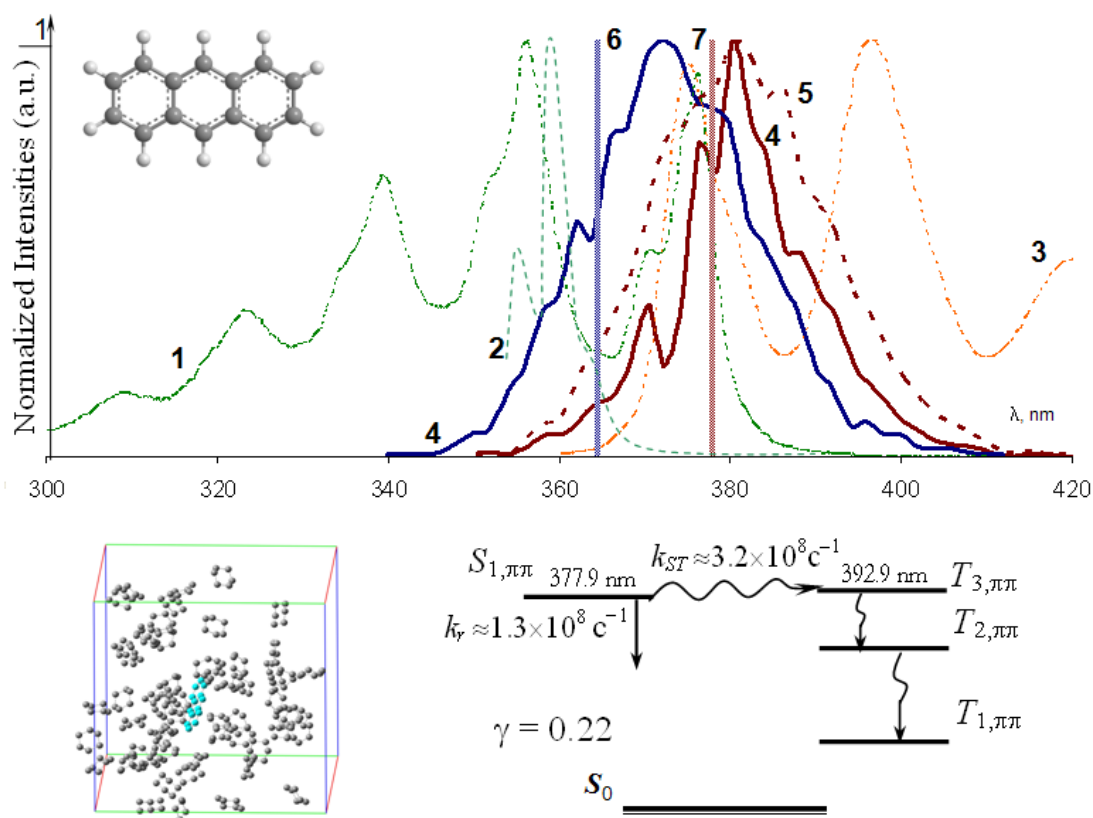 1
Normalized Intensities (a.u.)
6
7
5
4
3
1
2
4
λ, nm
300
320
340
360
380
400
420
S1,ππ
377.9 nm
kST ≈3.2×10⁸c⁻¹
392.9 nm
T3,ππ
kr ≈1.3×10⁸ c⁻¹
T2,ππ
γ = 0.22
T1,ππ
S0